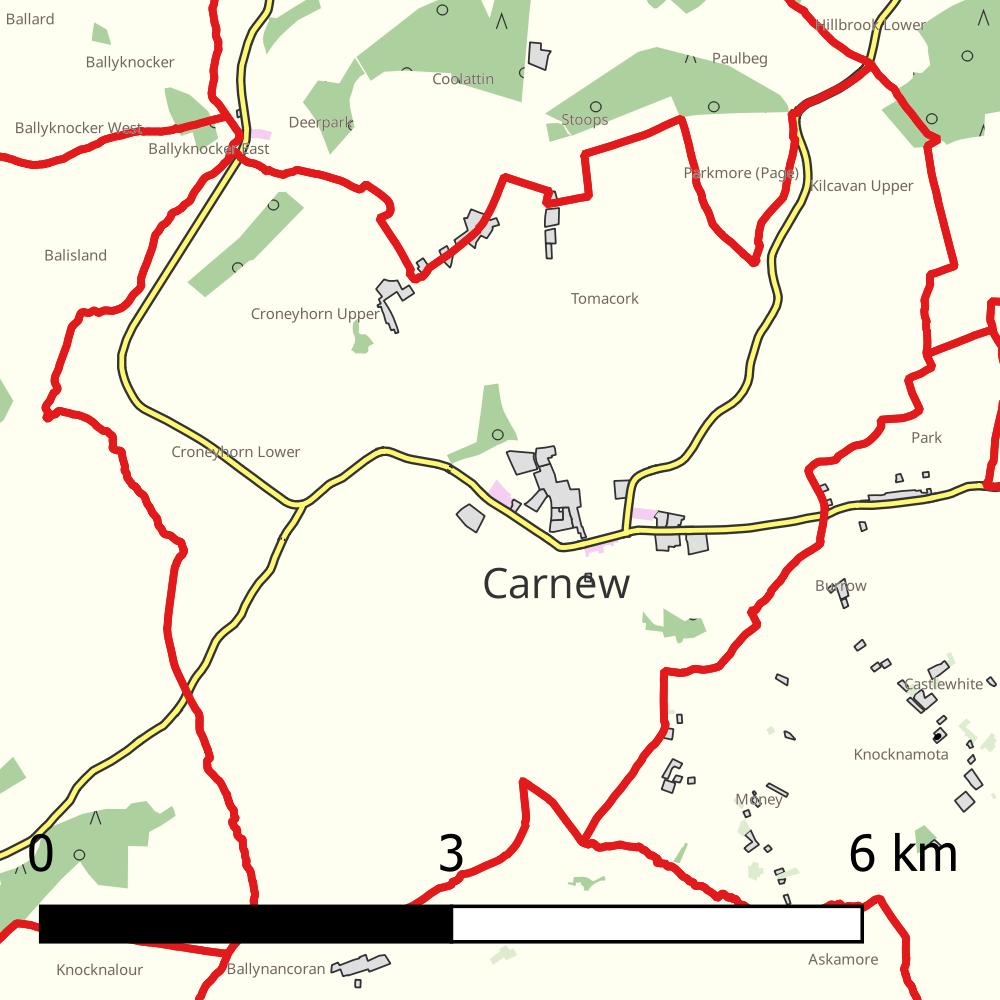 Ballard
Hillbrook Lower
Ballyknocker
Paulbeg
Coolattin
Stoops
Deerpark
Ballyknocker West
Ballyknocker East
Parkmore (Page)
Kilcavan Upper
Balisland
Tomacork
Croneyhorn Upper
Park
Croneyhorn Lower
Carnew
Burrow
Castlewhite
Knocknamota
Money
0 3 6 km
Askamore
Knocknalour
Ballynancoran